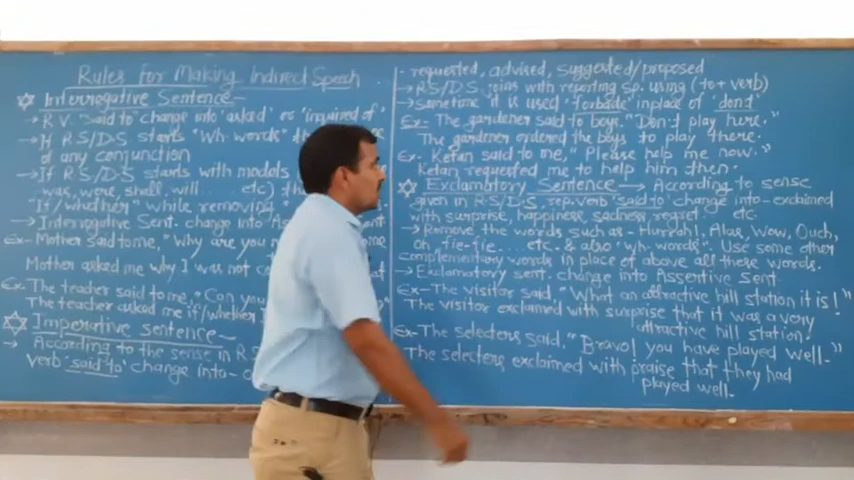 Rules For Making Indirect Speech
Interrogative Sentence -
→ R.V. "Said to" change into 'asked' or 'inquired of'
→ If R.S/D.S starts "Wh-words"
of any conjunction
→ If R.S/D.S starts with models
was, were, shell, will... etc)
"If/whether" while removing
→ Interrogative Sent. change into
Ex- Mother said to me, "Why are you
Mother asked me why I was not
Ex. The teacher said to me, "Can you
The teacher asked me if/whether
Imperative sentence -
→ According to the sense in R.S
verb 'said to' change into-
- requested, advised, suggested/proposed
→ R.S/D.S joins with reporting sp. using (to + verb)
→ Sometime it is used 'forbade' in place of 'don't'
Ex- The gardener said to boys, "Don't play here."
The gardener ordered the boys to play there.
Ex. Ketan said to me, "Please help me now."
Ketan requested me to help him then.
Exclamatory Sentence → According to sense
given in R.S/D.S rep. verb 'said to' change into - exclaimed
with surprise, happiness, sadness, regret. etc.
→ Remove the words such as - Hurrah!, Alas, Wow, Ouch,
oh, fie-fie... etc. & also 'wh-words'. Use some other
complementary words in place of above all these words.
→ Exclamatory sent. change into Assertive Sent.
Ex- The visitor said, "What an attractive hill station it is!"
The visitor exclaimed with surprise that it was a very
attractive hill station.
Ex- The selectors said, "Bravo! you have played well."
The selectors exclaimed with praise that they had
played well.